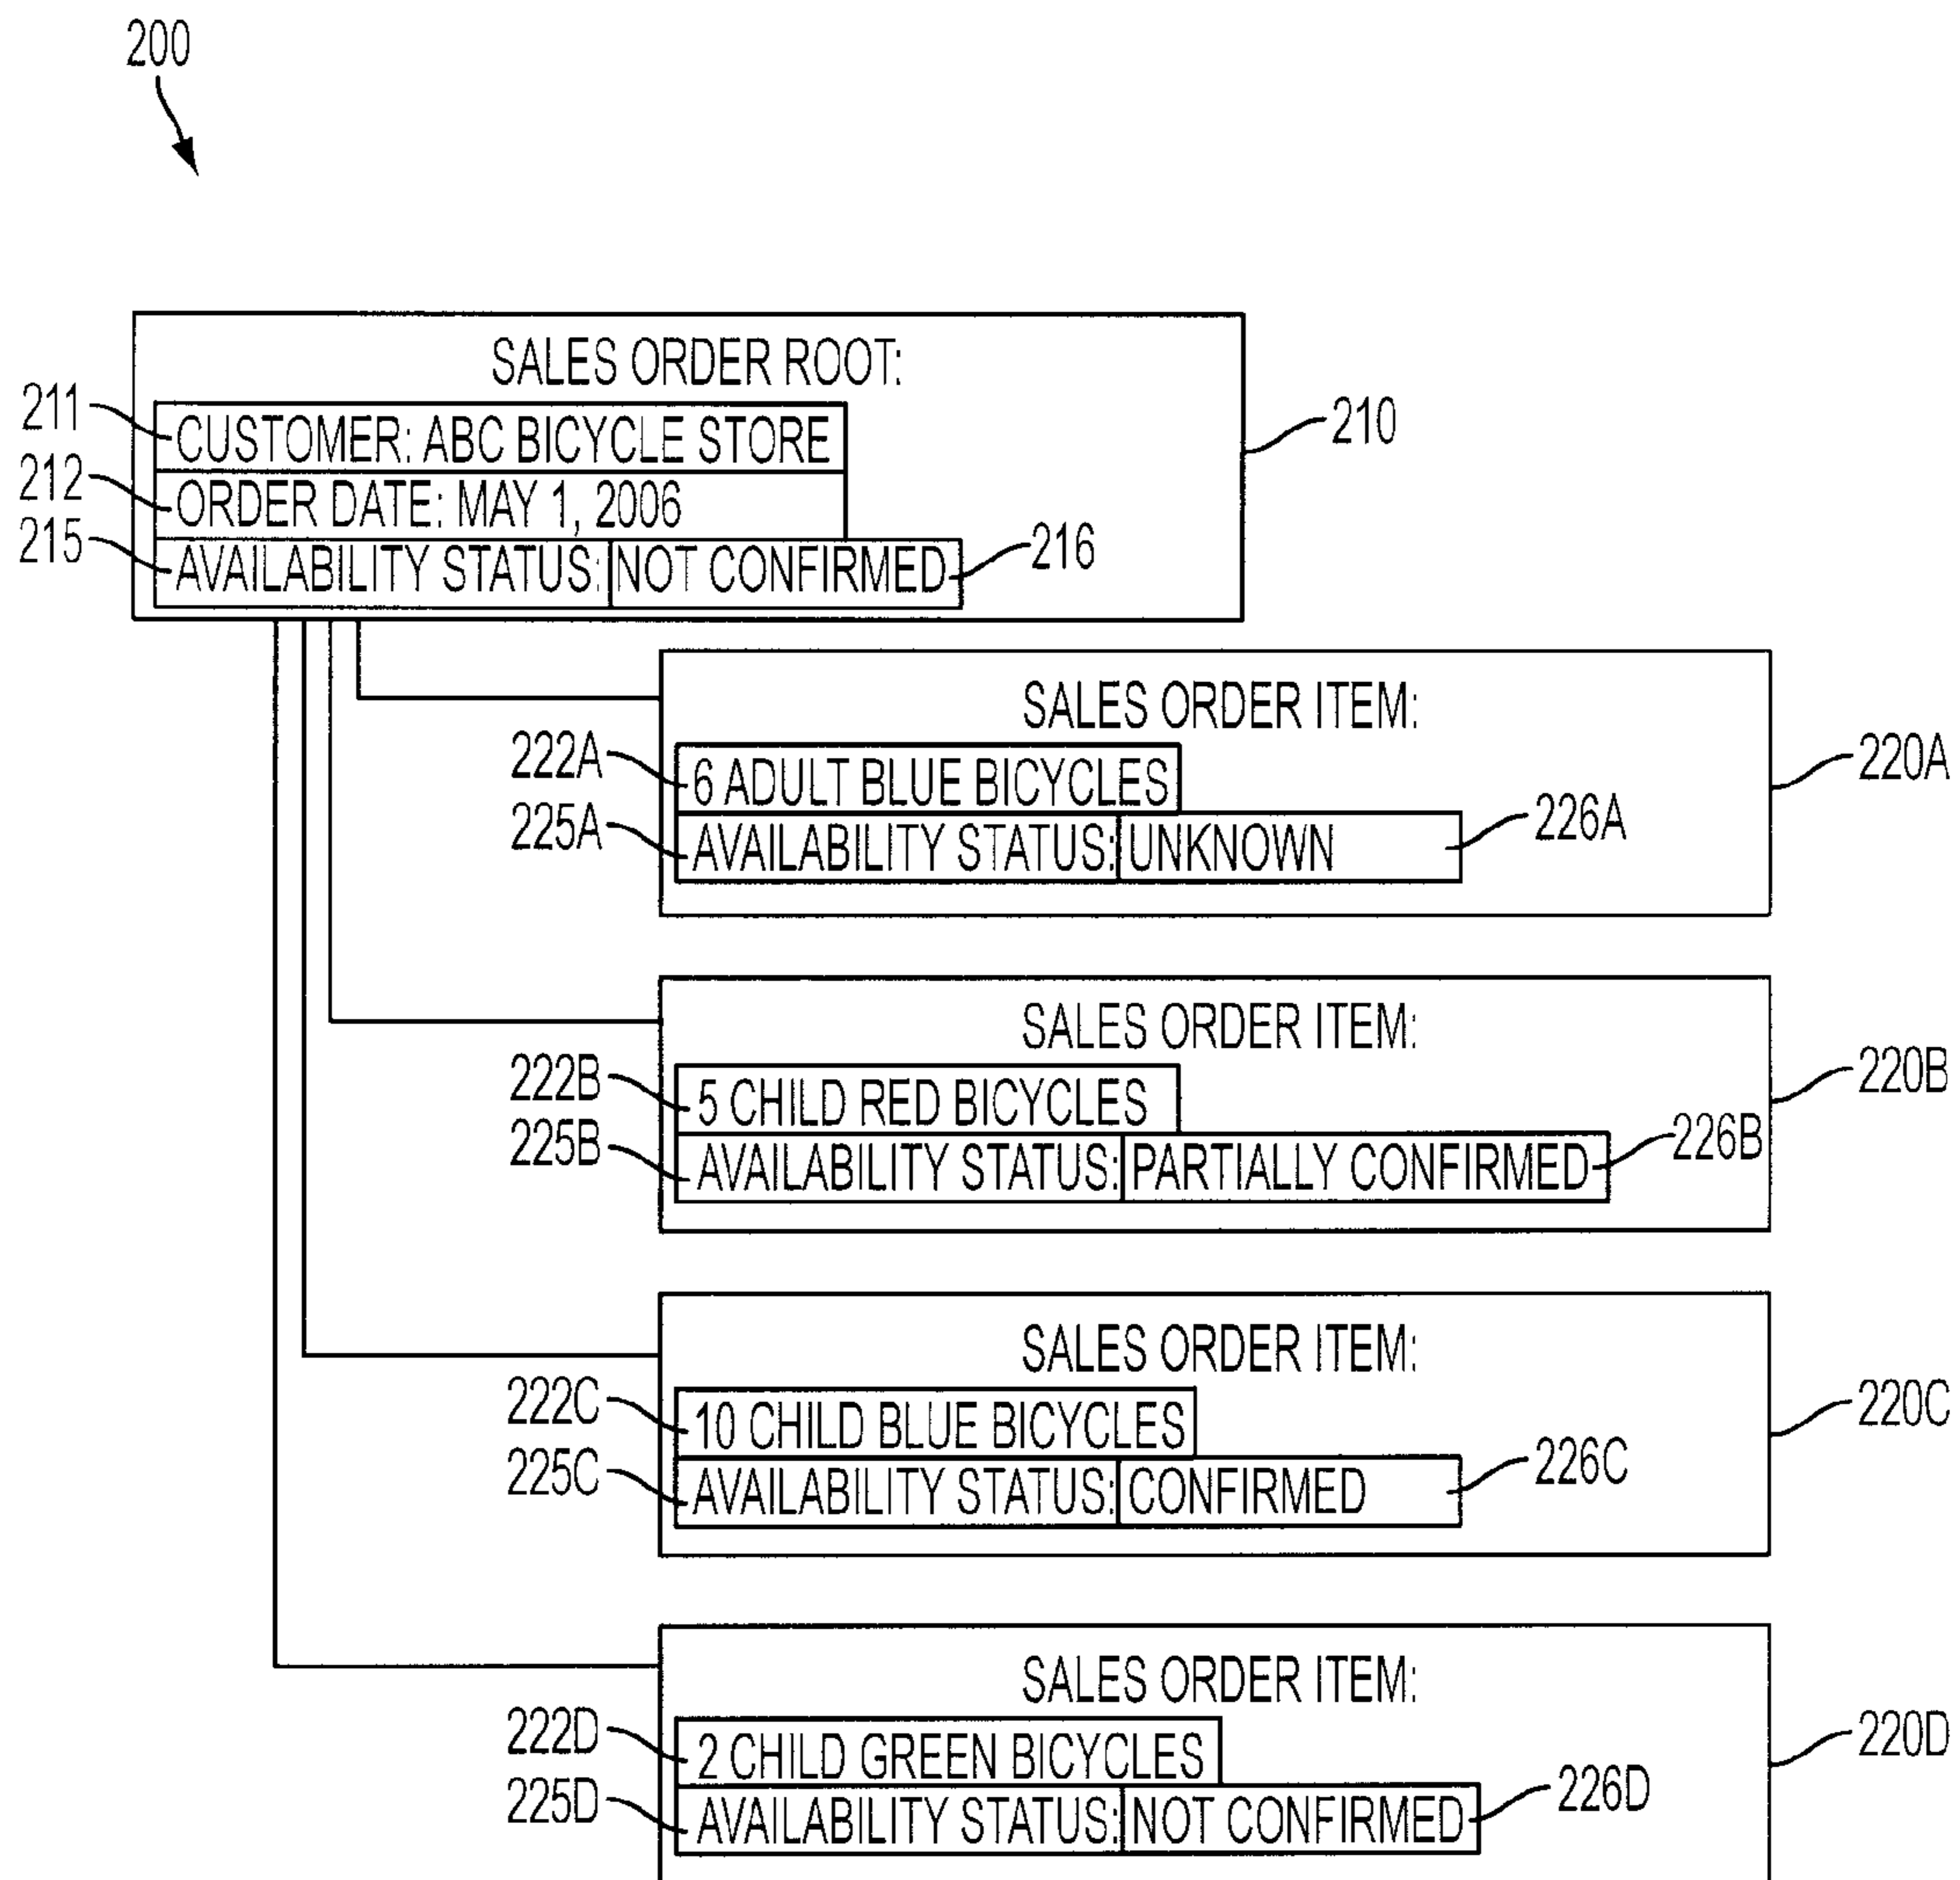 200
SALES ORDER ROOT:
211
CUSTOMER: ABC BICYCLE STORE
210
212
ORDER DATE: MAY 1, 2006
215
AVAILABILITY STATUS: NOT CONFIRMED
216
SALES ORDER ITEM:
222A
6 ADULT BLUE BICYCLES
220A
225A
AVAILABILITY STATUS: UNKNOWN
226A
SALES ORDER ITEM:
222B
5 CHILD RED BICYCLES
220B
225B
AVAILABILITY STATUS: PARTIALLY CONFIRMED
226B
SALES ORDER ITEM:
222C
10 CHILD BLUE BICYCLES
220C
225C
AVAILABILITY STATUS: CONFIRMED
226C
SALES ORDER ITEM:
222D
2 CHILD GREEN BICYCLES
220D
225D
AVAILABILITY STATUS: NOT CONFIRMED
226D